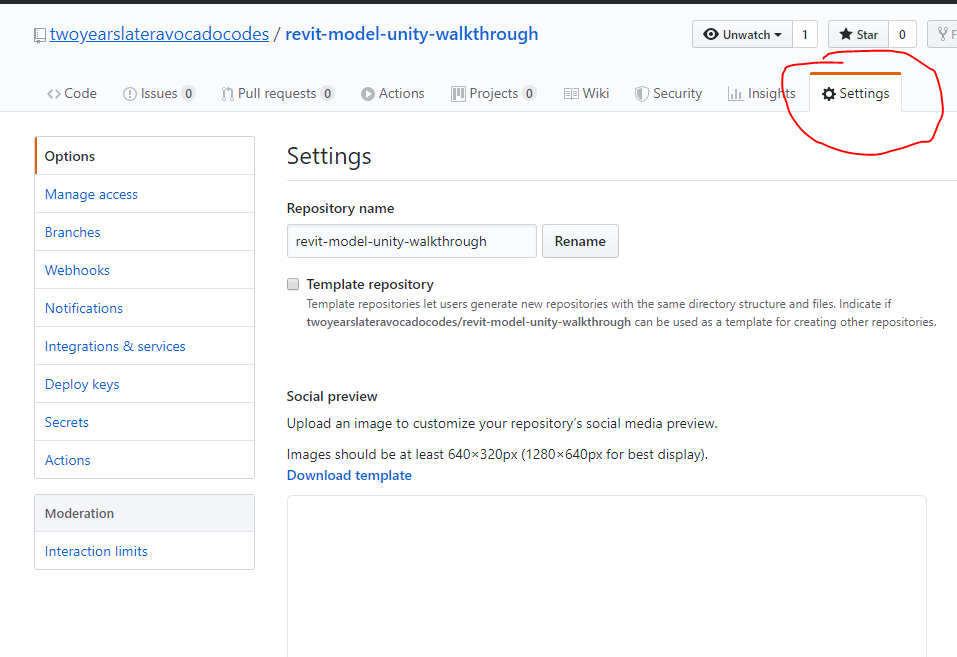 twoyearslateravocadocodes / revit-model-unity-walkthrough Unwatch 1 Star 0
Code Issues 0 Pull requests 0 Actions Projects 0 Wiki Security Insights Settings
Options
Manage access
Branches
Webhooks
Notifications
Integrations & services
Deploy keys
Secrets
Actions
Moderation
Interaction limits
Settings
Repository name
revit-model-unity-walkthrough Rename
Template repository
Template repositories let users generate new repositories with the same directory structure and files. Indicate if
twoyearslateravocadocodes/revit-model-unity-walkthrough can be used as a template for creating other repositories.
Social preview
Upload an image to customize your repository’s social media preview.
Images should be at least 640×320px (1280×640px for best display).
Download template